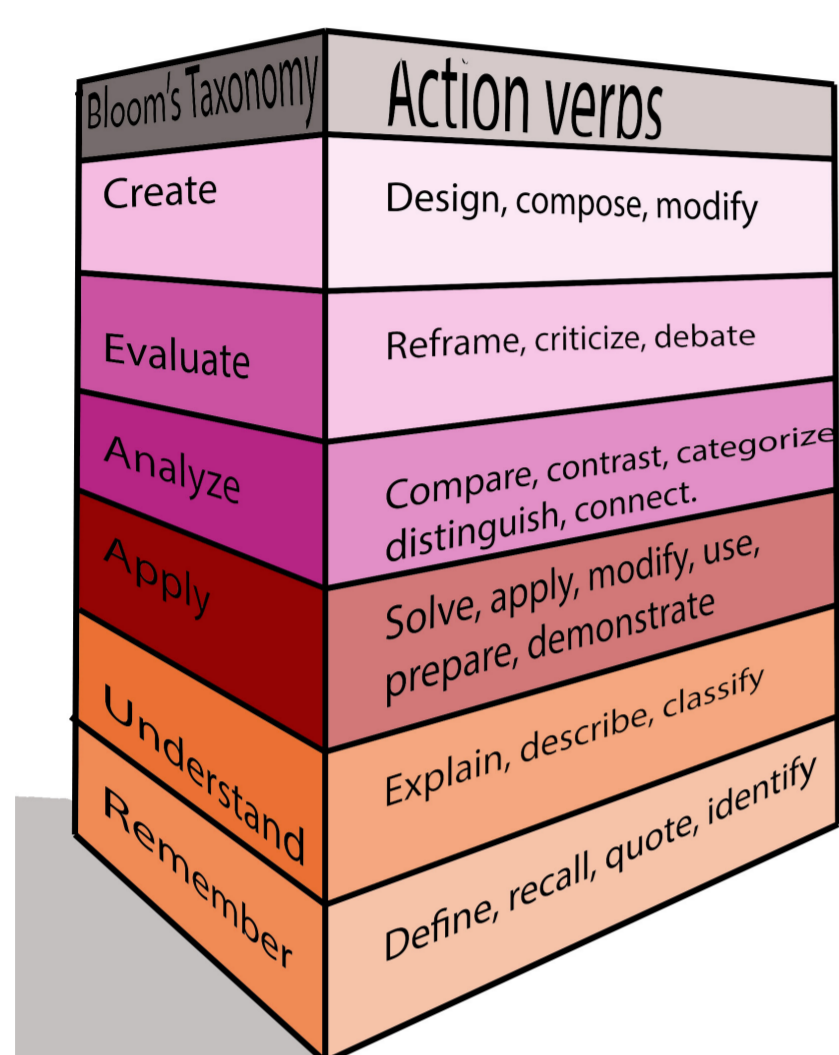 Bloom's Taxonomy
Action verbs
Create
Design, compose, modify
Evaluate
Reframe, criticize, debate
Analyze
Compare, contrast, categorize
distinguish, connect.
Apply
Solve, apply, modify, use,
prepare, demonstrate
Understand
Explain, describe, classify
Remember
Define, recall, quote, identify